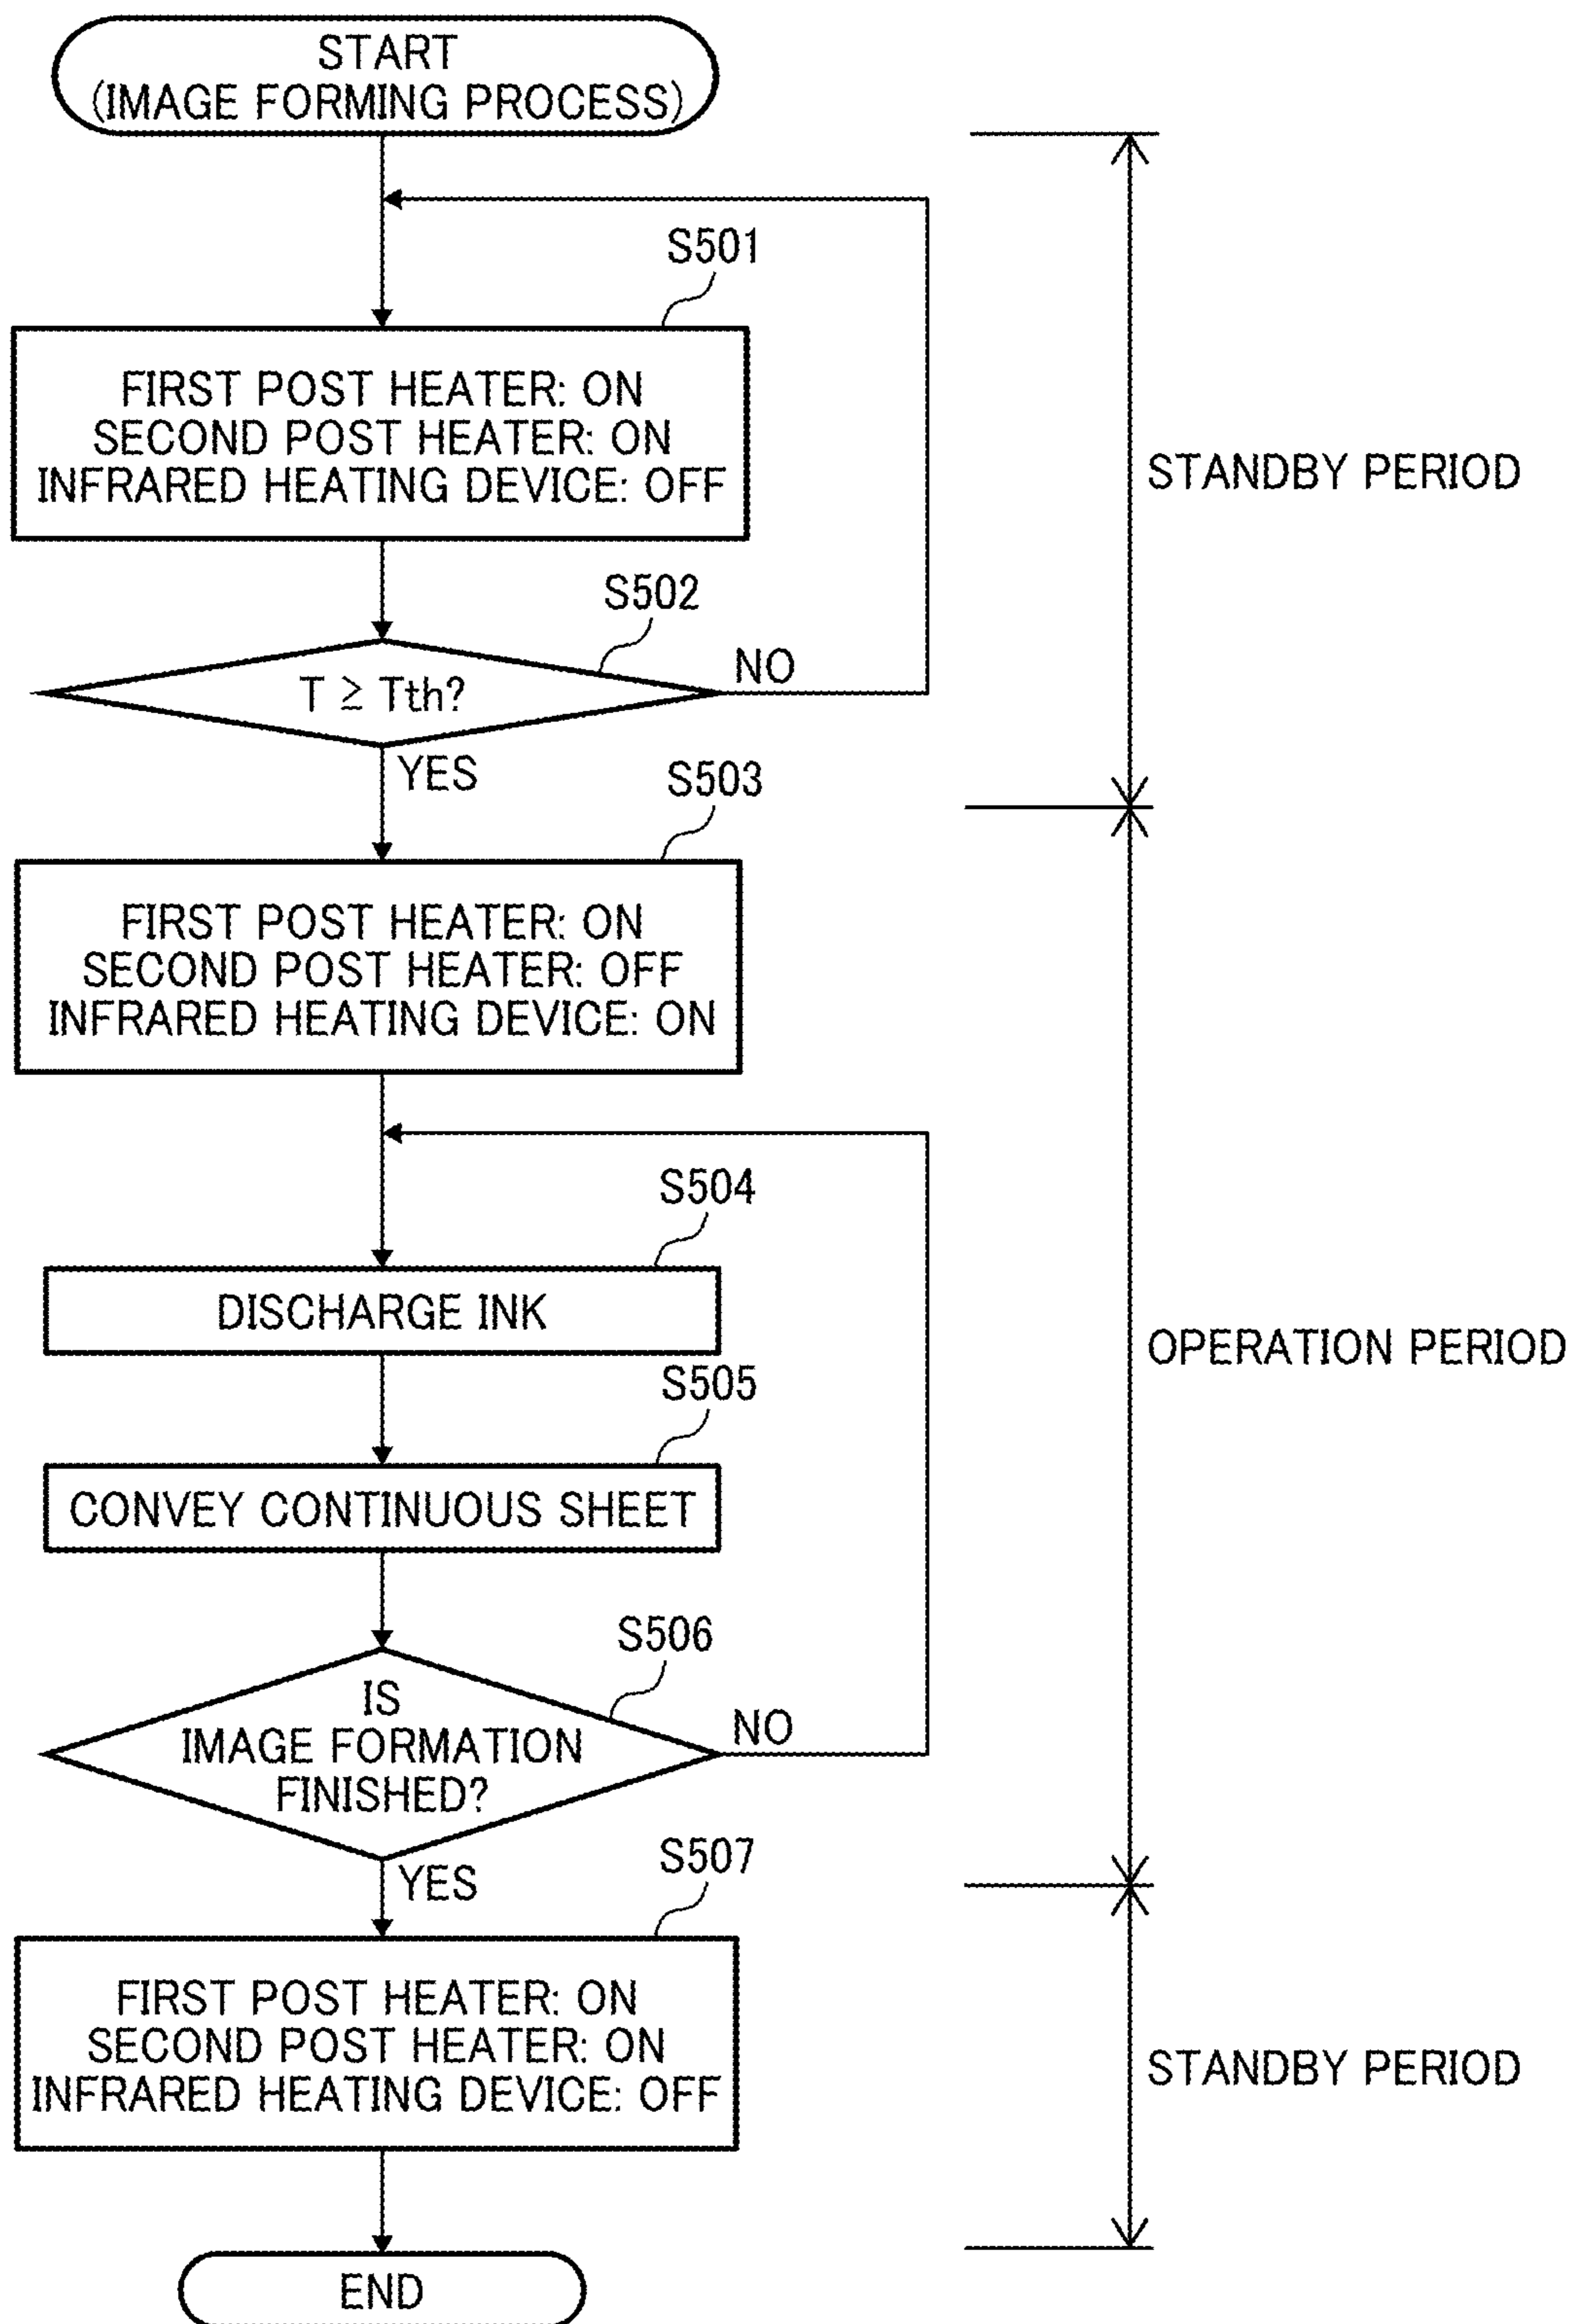 START
(IMAGE FORMING PROCESS)
S501
FIRST POST HEATER: ON
SECOND POST HEATER: ON
INFRARED HEATING DEVICE: OFF
STANDBY PERIOD
S502
T ≧ Tth?
NO
YES
S503
FIRST POST HEATER: ON
SECOND POST HEATER: OFF
INFRARED HEATING DEVICE: ON
S504
DISCHARGE INK
OPERATION PERIOD
S505
CONVEY CONTINUOUS SHEET
S506
IS
IMAGE FORMATION
FINISHED?
NO
YES
S507
FIRST POST HEATER: ON
SECOND POST HEATER: ON
INFRARED HEATING DEVICE: OFF
STANDBY PERIOD
END